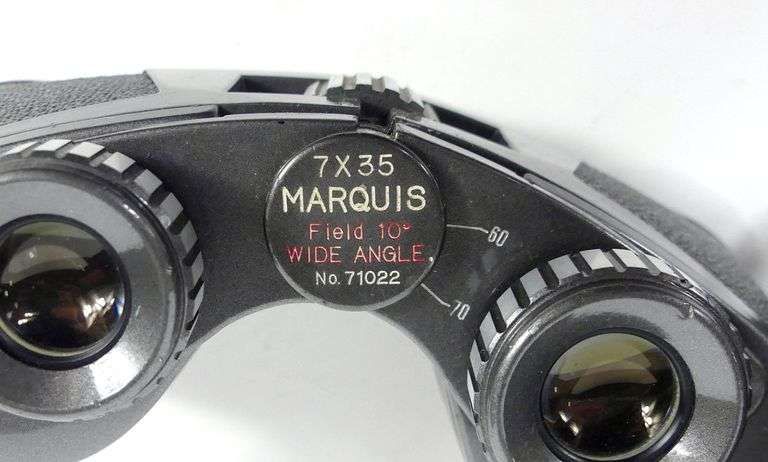 7X35
MARQUIS
Field 10°
WIDE ANGLE
No. 71022
60
70